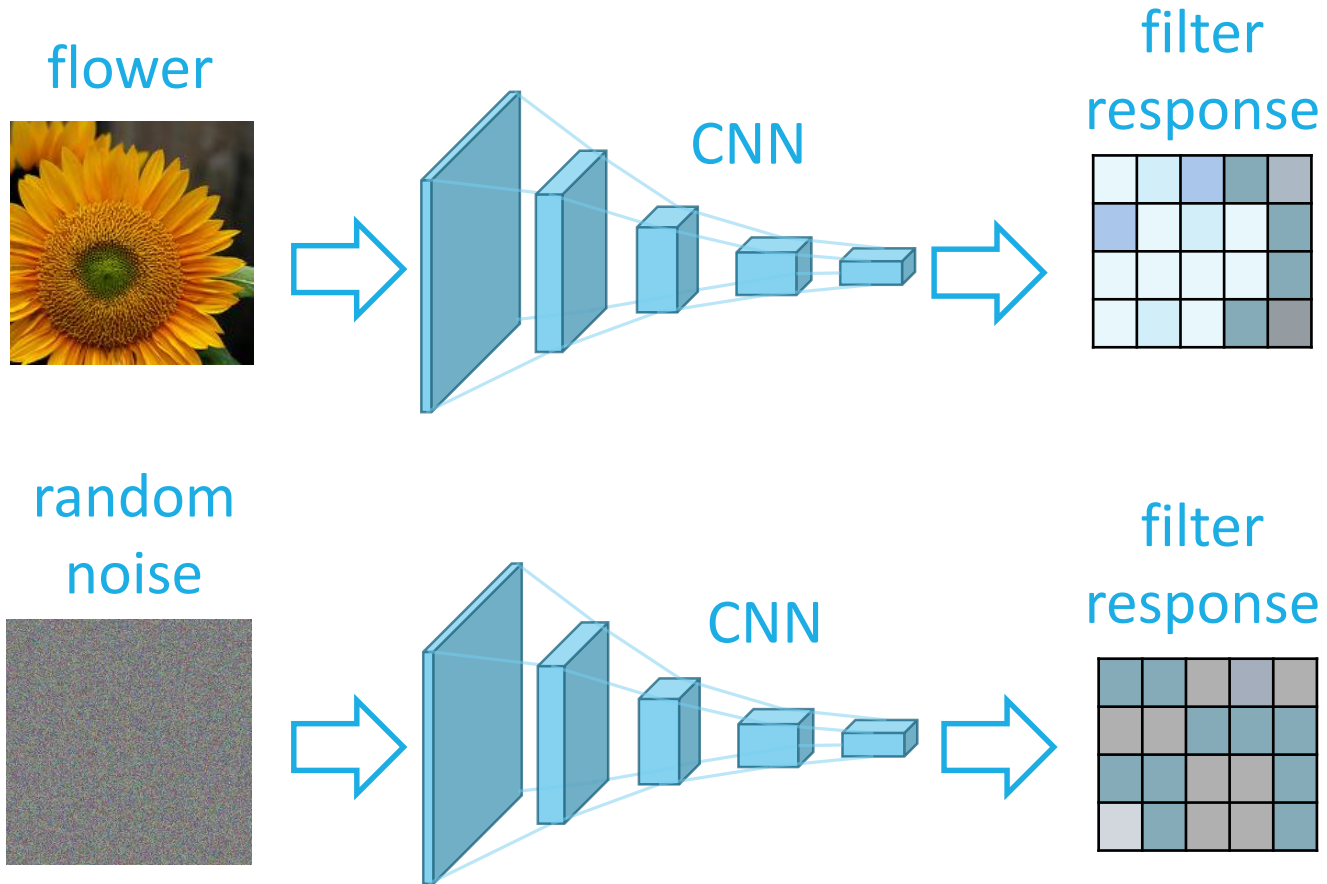 flower
CNN
filter
response
random
noise
CNN
filter
response